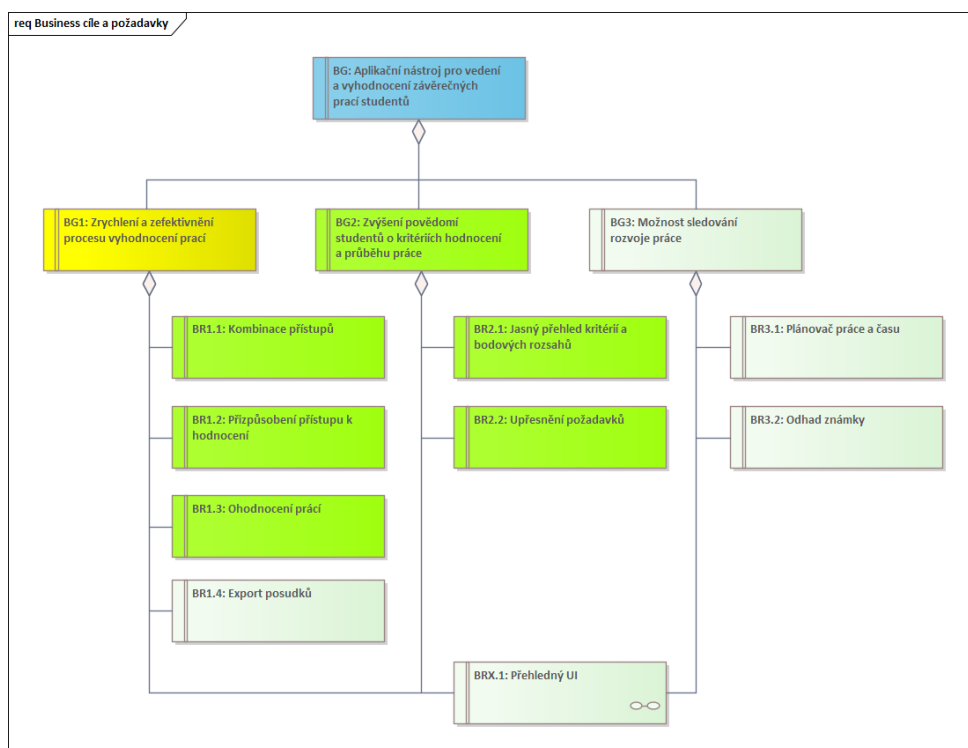 req Business cíle a požadavky
BG: Aplikační nástroj pro vedení
a vyhodnocení závěrečných
prací studentů
BG1: Zrychlení a zefektivnění
procesu vyhodnocení prací
BG2: Zvýšení povědomí
studentů o kritériích hodnocení
a průběhu práce
BG3: Možnost sledování
rozvoje práce
BR1.1: Kombinace přístupů
BR2.1: Jasný přehled kritérií a
bodových rozsahů
BR3.1: Plánovač práce a času
BR1.2: Přizpůsobení přístupu k
hodnocení
BR2.2: Upřesnění požadavků
BR3.2: Odhad známky
BR1.3: Ohodnocení prácí
BR1.4: Export posudků
BRX.1: Přehledný UI